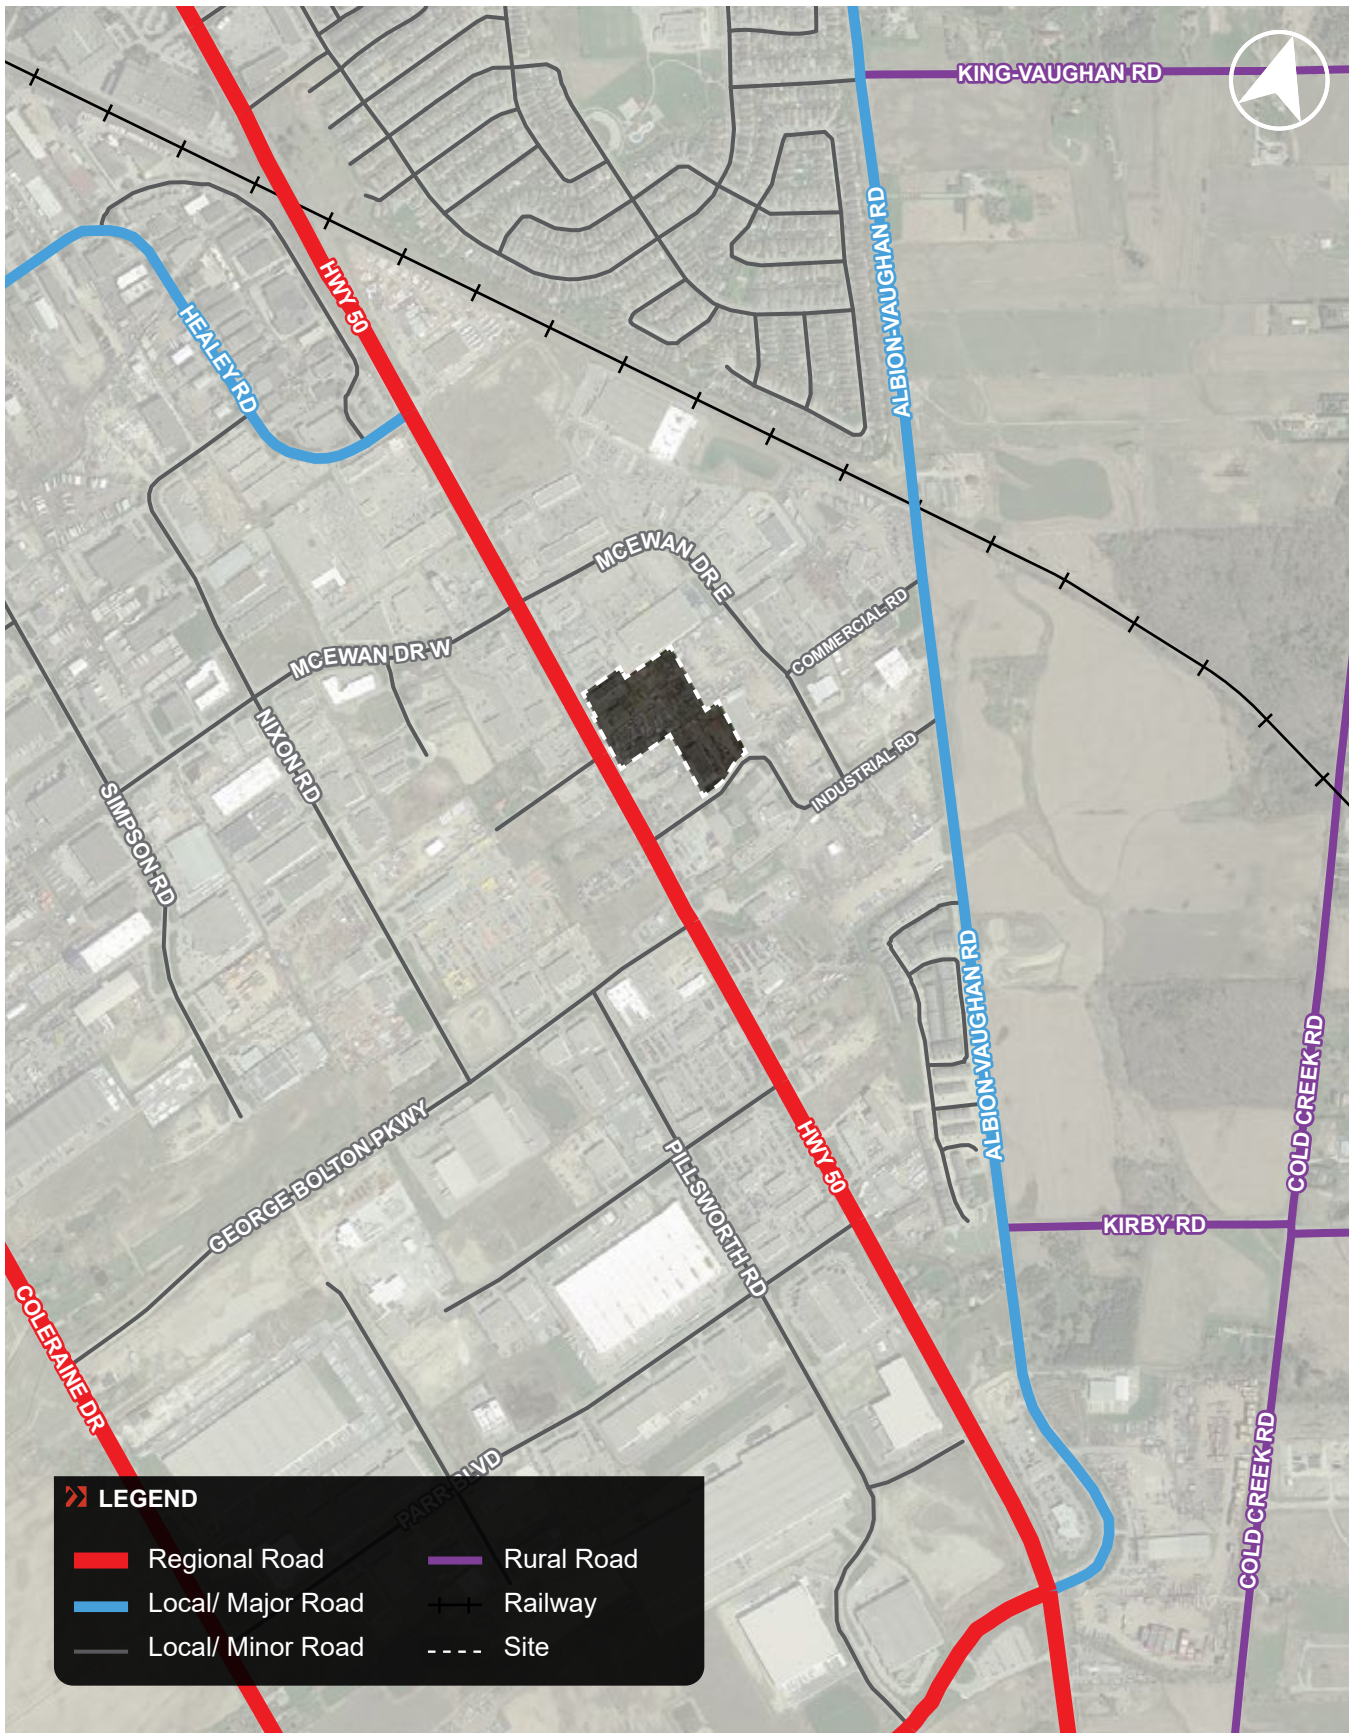 KING-VAUGHAN RD
ALBION-VAUGHAN RD
HWY 50
HEALEY RD
MCEWAN DR E
COMMERCIAL RD
MCEWAN DR W
NIXON RD
INDUSTRIAL RD
SIMPSON RD
ALBION-VAUGHAN RD
COLD CREEK RD
GEORGE BOLTON PKWY
HWY 50
PILLSWORTH RD
KIRBY RD
COLERAINE DR
COLD CREEK RD
PARR BLVD
LEGEND
Regional Road
Local/ Major Road
Local/ Minor Road
Rural Road
Railway
Site